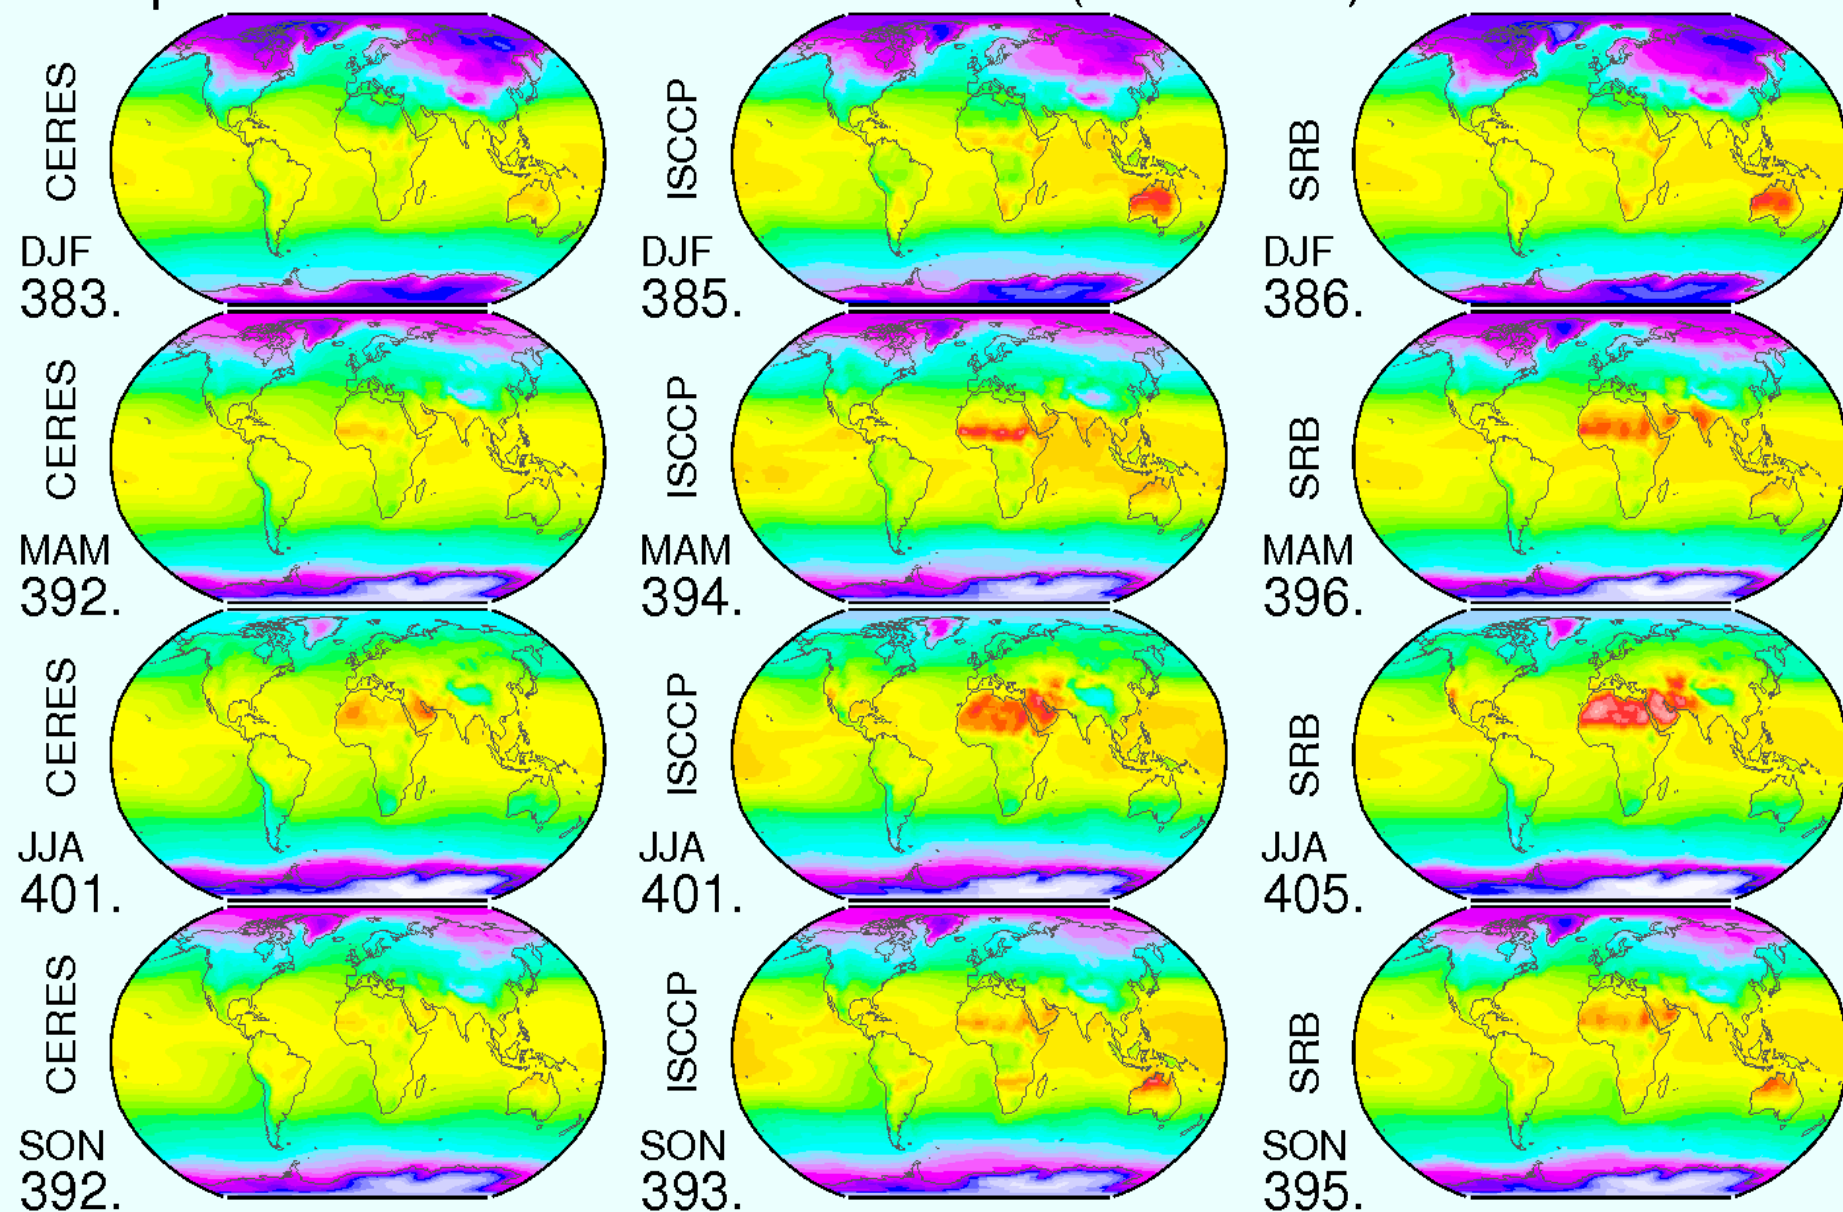 CERES
DJF
383.
ISCCP
DJF
385.
SRB
DJF
386.
CERES
MAM
392.
ISCCP
MAM
394.
SRB
MAM
396.
CERES
JJA
401.
ISCCP
JJA
401.
SRB
JJA
405.
CERES
SON
392.
ISCCP
SON
393.
SRB
SON
395.